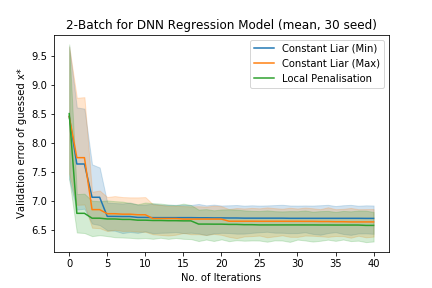 2-Batch for DNN Regression Model (mean, 30 seed)
Constant Liar (Min)
Constant Liar (Max)
Local Penalisation
Validation error of guessed x*
9.5
9.0
8.5
8.0
7.5
7.0
6.5
0 5 10 15 20 25 30 35 40
No. of Iterations